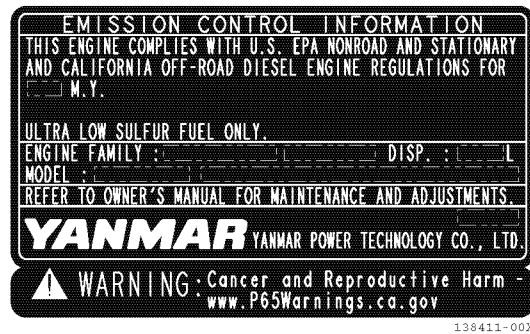 EMISSION CONTROL INFORMATION
THIS ENGINE COMPLIES WITH U.S. EPA NONROAD AND STATIONARY
AND CALIFORNIA OFF-ROAD DIESEL ENGINE REGULATIONS FOR
M.Y.
ULTRA LOW SULFUR FUEL ONLY.
ENGINE FAMILY : DISP. : L
MODEL :
REFER TO OWNER'S MANUAL FOR MAINTENANCE AND ADJUSTMENTS.
YANMAR YANMAR POWER TECHNOLOGY CO., LTD.
WARNING: Cancer and Reproductive Harm -
www.P65Warnings.ca.gov
138411-00X